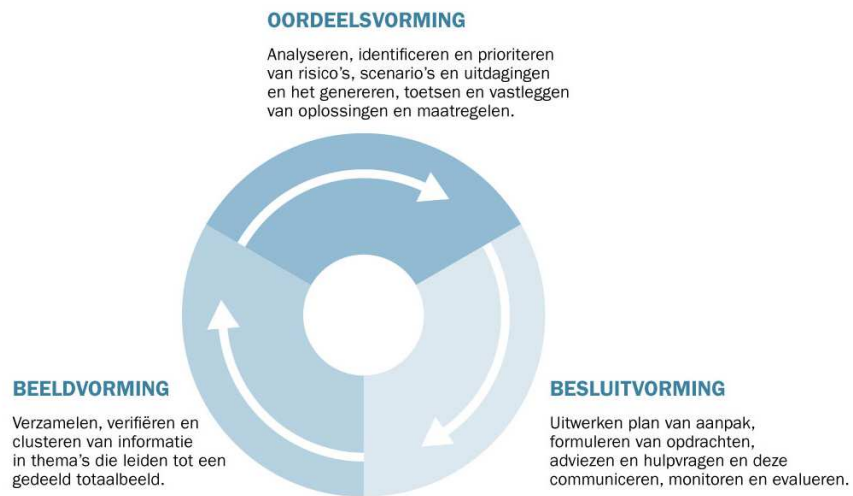 OORDEELSVORMING
Analyseren, identificeren en prioriteren
van risico's, scenario's en uitdagingen
en het genereren, toetsen en vastleggen
van oplossingen en maatregelen.
BEELDVORMING
Verzamelen, verifiëren en
clusteren van informatie
in thema's die leiden tot een
gedeeld totaalbeeld.
BESLUITVORMING
Uitwerken plan van aanpak,
formuleren van opdrachten,
adviezen en hulpvragen en deze
communiceren, monitoren en evalueren.